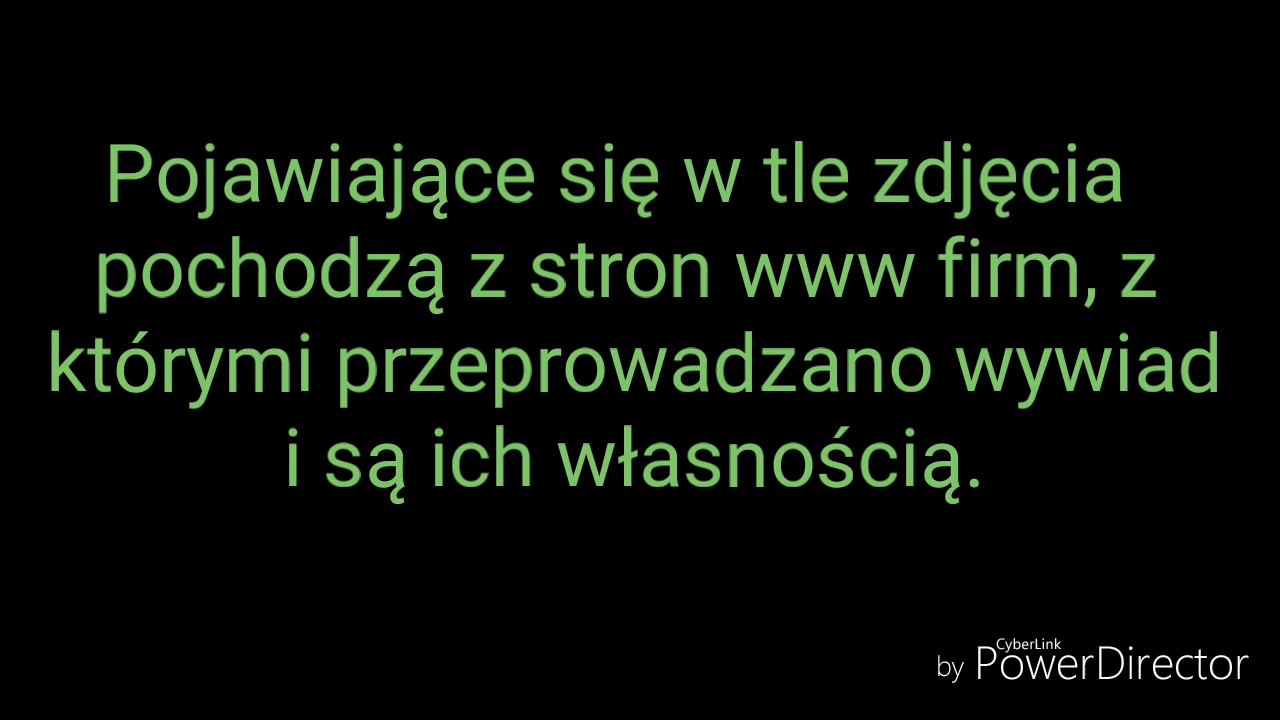 Pojawiające się w tle zdjęcia
pochodzą z stron www firm, z
którymi przeprowadzano wywiad
i są ich własnością.
CyberLink
by PowerDirector